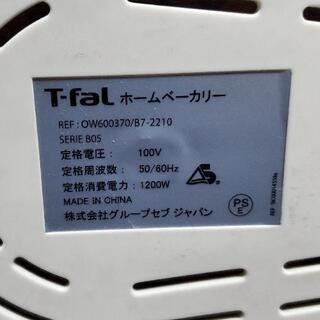 T-faL ホームベーカリー
REF : OW600370/B7-2210
SERIE B05
定格電圧： 100V
定格周波数： 50/60Hz
定格消費電力： 1200W
MADE IN CHINA
株式会社グループセブ ジャパン
PS
E